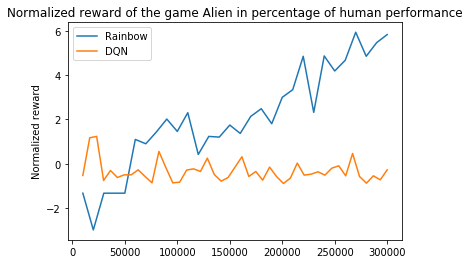 Normalized reward of the game Alien in percentage of human performance
Rainbow
DQN
Normalized reward
6
4
2
0
−2
0 50000 100000 150000 200000 250000 300000